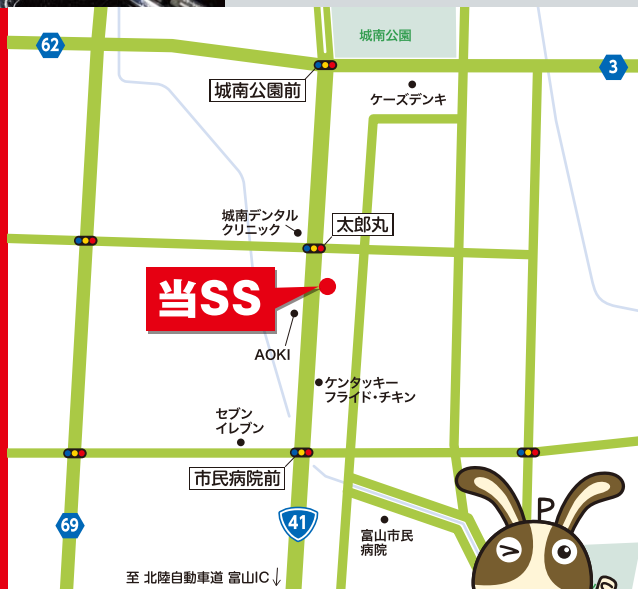 城南公園
62
3
城南公園前
ケーズデンキ
城南デンタル
クリニック
太郎丸
当SS
AOKI
ケンタッキー
フライド・チキン
セブン
イレブン
市民病院前
41
69
富山市民
病院
P
至 北陸自動車道 富山IC↓